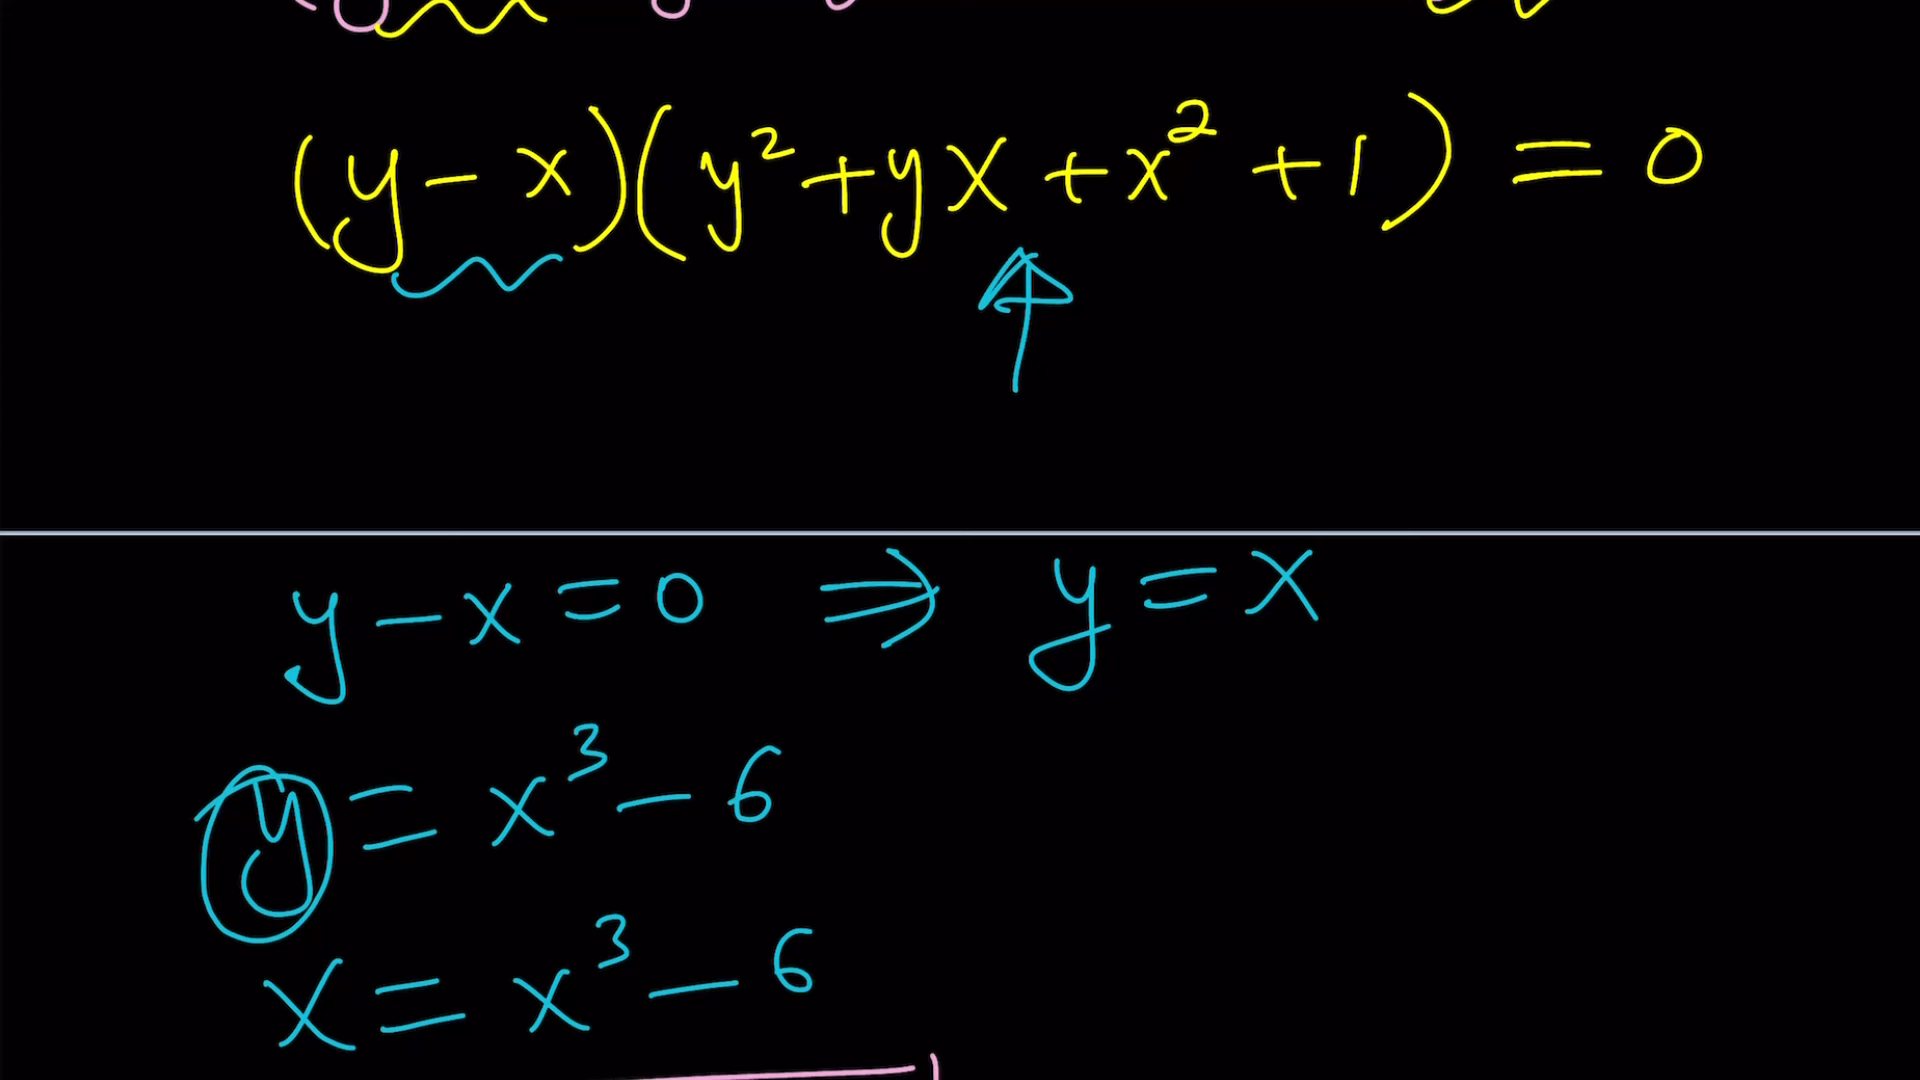 (y-x)(y²+yx+x²+1)=0
y-x=0 ⇒ y=x
y=x³-6
x=x³-6